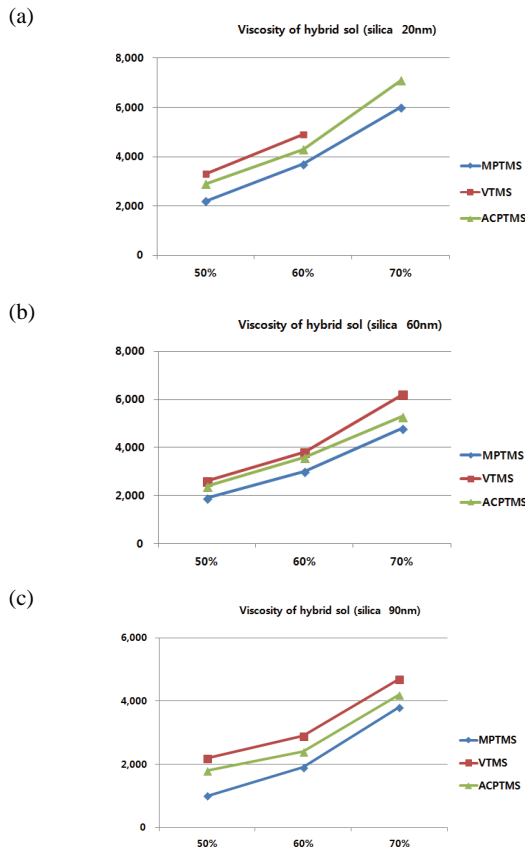 (a)
Viscosity of hybrid sol (silica 20nm)
8,000
6,000
4,000
2,000
0
50% 60% 70%
MPTMS
VTMS
ACPTMS
(b)
Viscosity of hybrid sol (silica 60nm)
8,000
6,000
4,000
2,000
0
50% 60% 70%
MPTMS
VTMS
ACPTMS
(c)
Viscosity of hybrid sol (silica 90nm)
6,000
4,000
2,000
0
50% 60% 70%
MPTMS
VTMS
ACPTMS